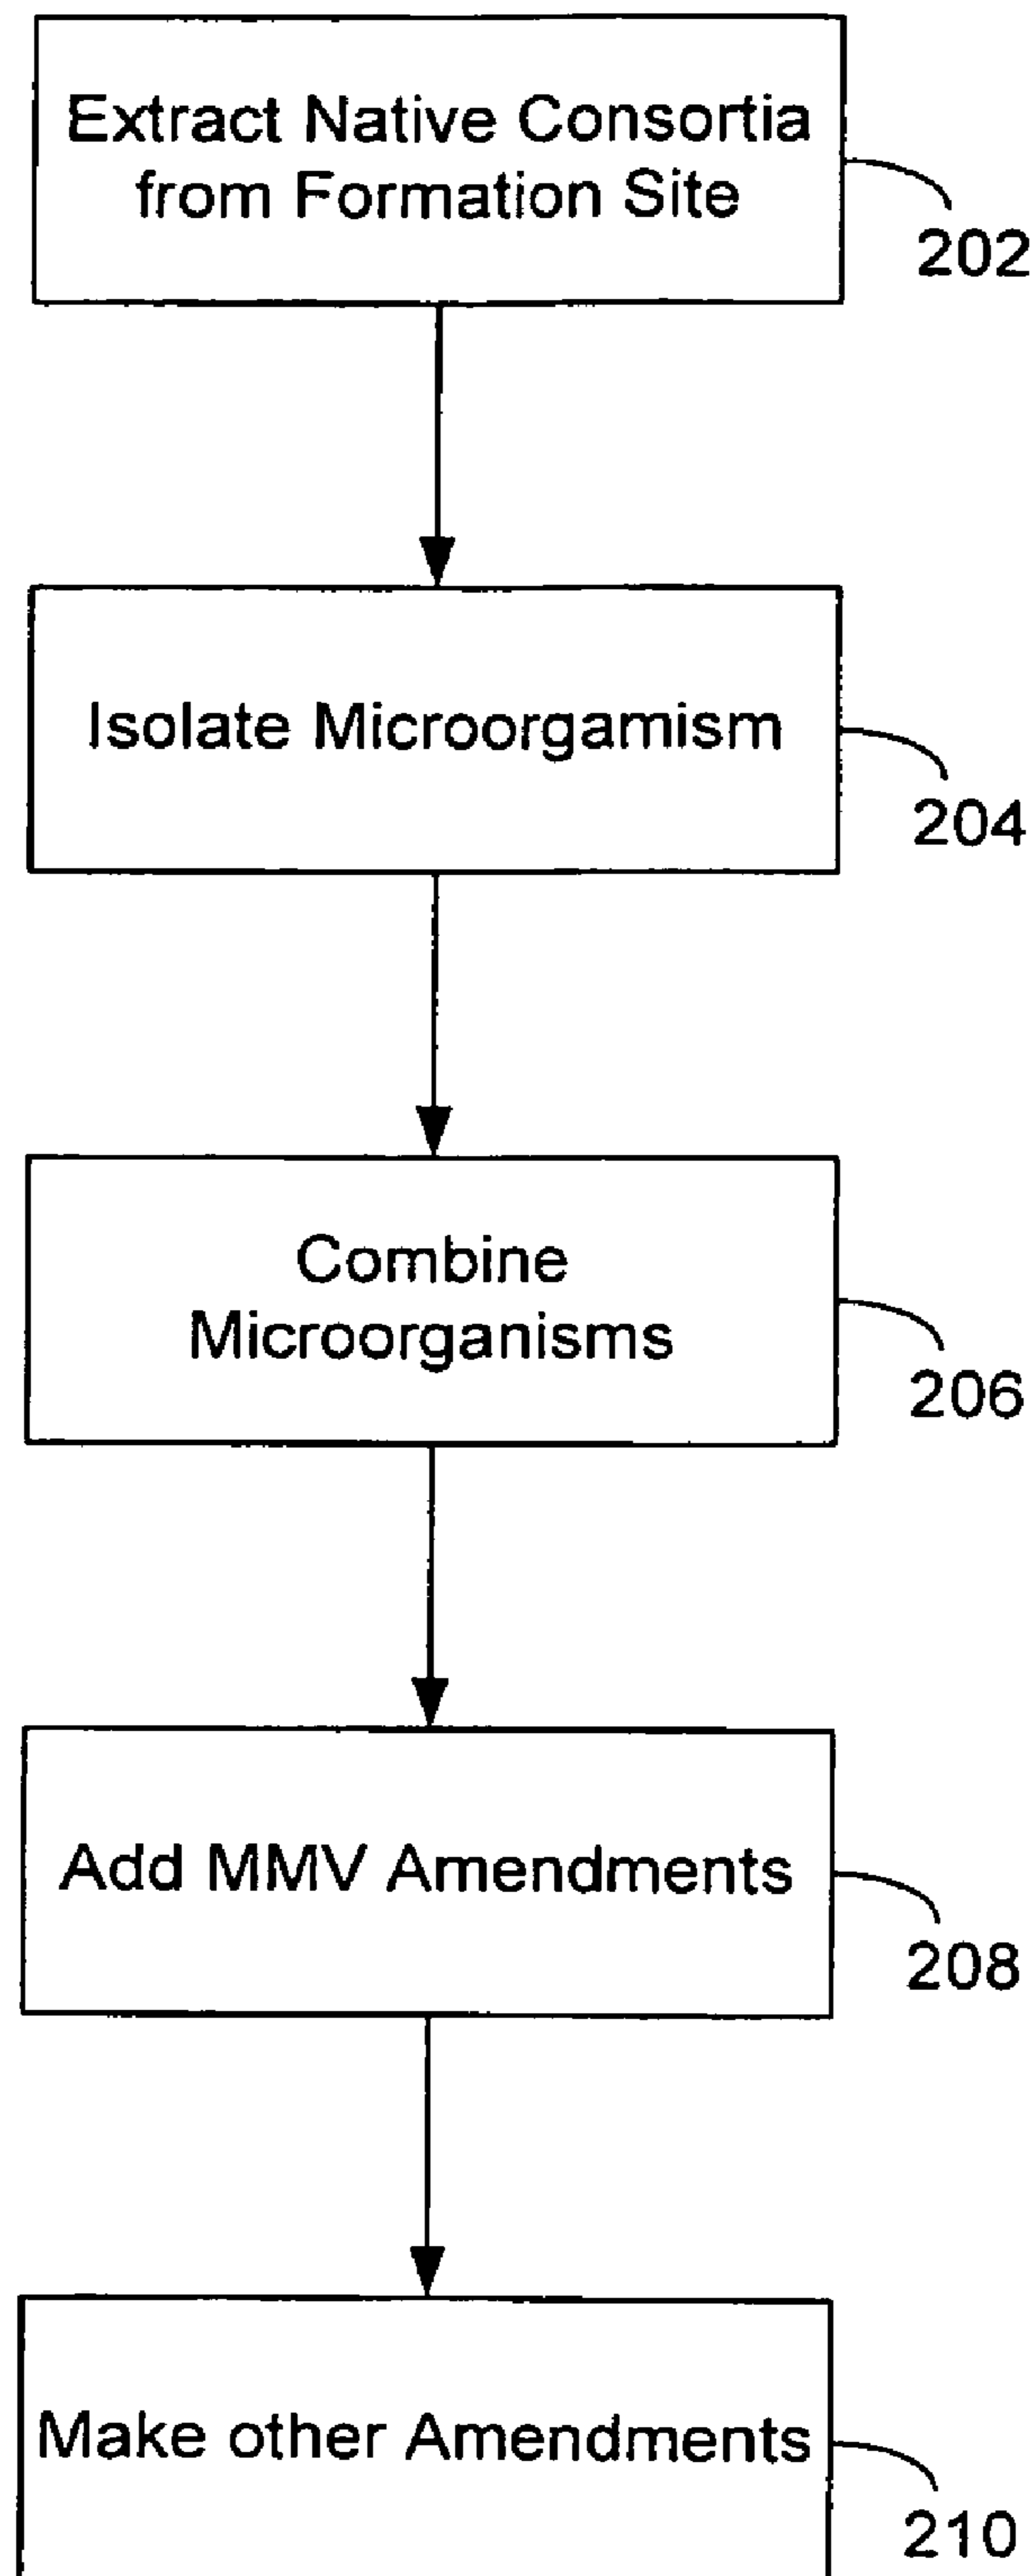 Extract Native Consortia
from Formation Site
202
Isolate Microorgamism
204
Combine
Microorganisms
206
Add MMV Amendments
208
Make other Amendments
210